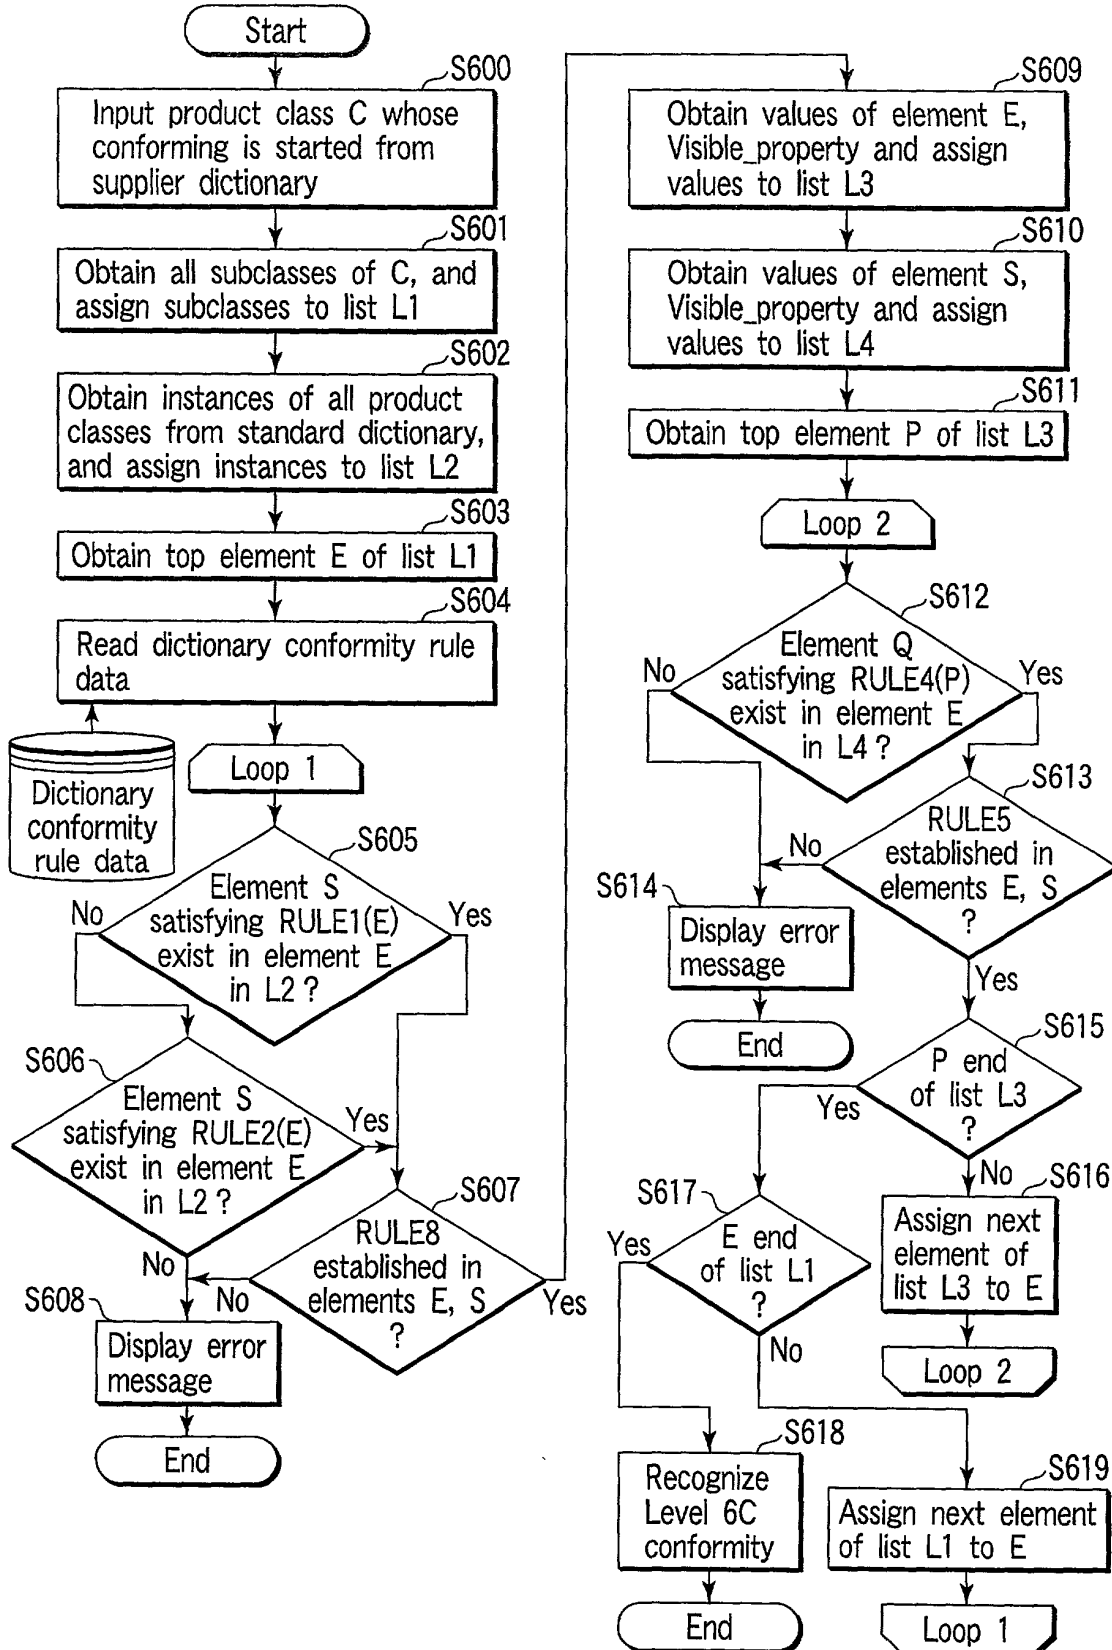 Start
S600
Input product class C whose
conforming is started from
supplier dictionary
S601
Obtain all subclasses of C, and
assign subclasses to list L1
S602
Obtain instances of all product
classes from standard dictionary,
and assign instances to list L2
S603
Obtain top element E of list L1
S604
Read dictionary conformity rule
data
Dictionary
conformity
rule data
Loop 1
S605
Element S
satisfying RULE1(E)
exist in element E
in L2 ?
No
Yes
S606
Element S
satisfying RULE2(E)
exist in element E
in L2 ?
Yes
No
S607
RULE8
established in
elements E, S
?
No
Yes
S608
Display error
message
End
S609
Obtain values of element E,
Visible_property and assign
values to list L3
S610
Obtain values of element S,
Visible_property and assign
values to list L4
S611
Obtain top element P of list L3
Loop 2
S612
Element Q
satisfying RULE4(P)
exist in element E
in L4 ?
No
Yes
S613
RULE5
established in
elements E, S
?
No
Yes
S614
Display error
message
End
S615
P end
of list L3
?
Yes
No
S616
Assign next
element of
list L3 to E
Loop 2
S617
E end
of list L1
?
Yes
No
S618
Recognize
Level 6C
conformity
End
S619
Assign next element
of list L1 to E
Loop 1